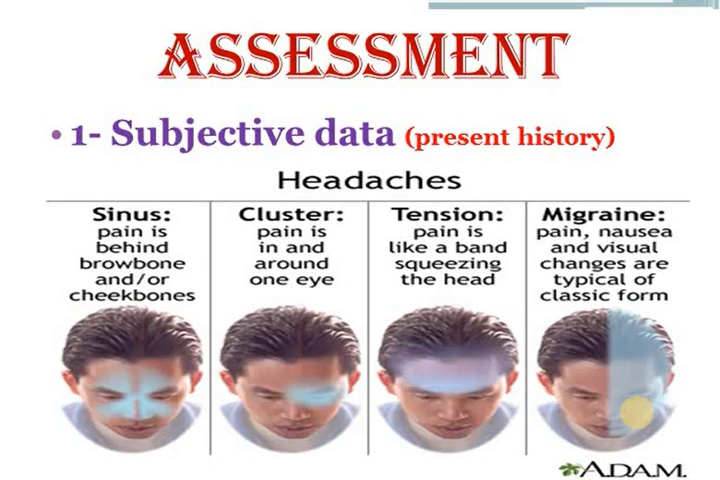 ASSESSMENT
• 1- Subjective data (present history)
Headaches
Sinus:
pain is
behind
browbone
and/or
cheekbones
Cluster:
pain is
in and
around
one eye
Tension:
pain is
like a band
squeezing
the head
Migraine:
pain, nausea
and visual
changes are
typical of
classic form
A.D.A.M.